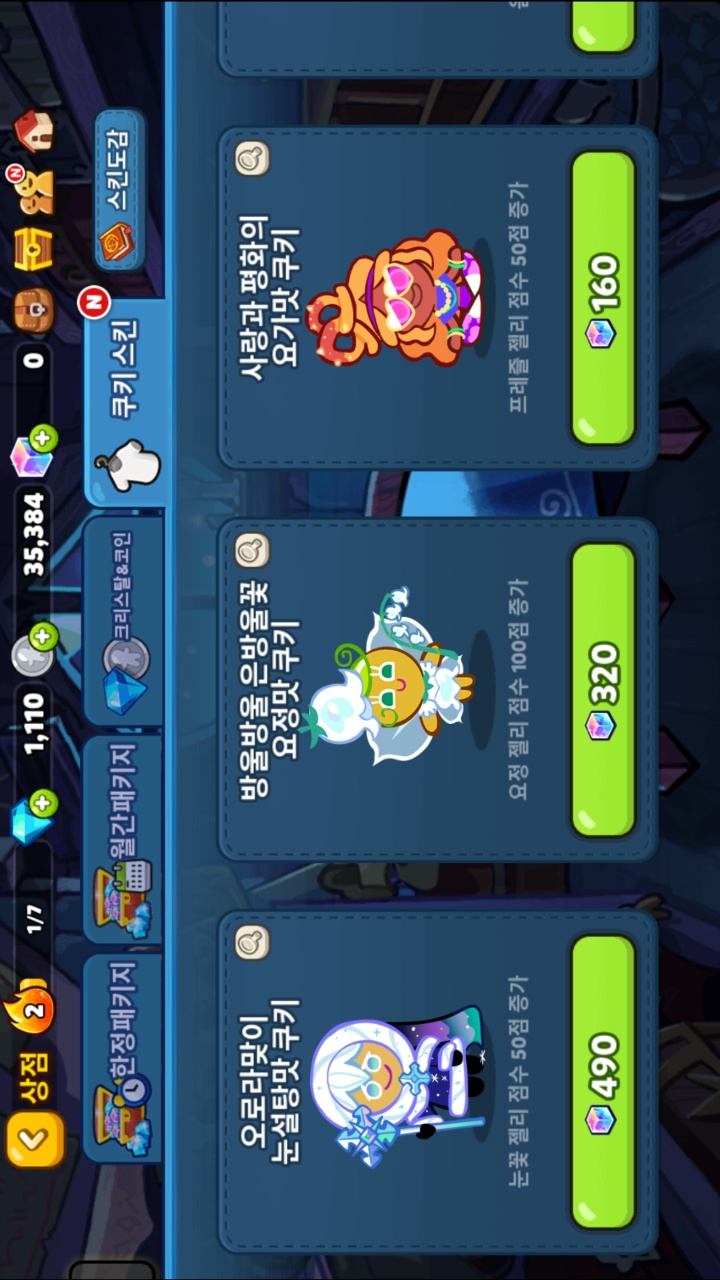 상점
2
1/7
1,110
35,384
0
N
한정패키지
월간패키지
크리스탈&코인
쿠키 스킨
N
스킨도감
오로라맞이
눈설탕맛 쿠키
눈꽃 젤리 점수 50점 증가
490
방울방울 은방울꽃
요정맛 쿠키
요정 젤리 점수 100점 증가
320
사랑과 평화의
요가맛 쿠키
프레즐 젤리 점수 50점 증가
160